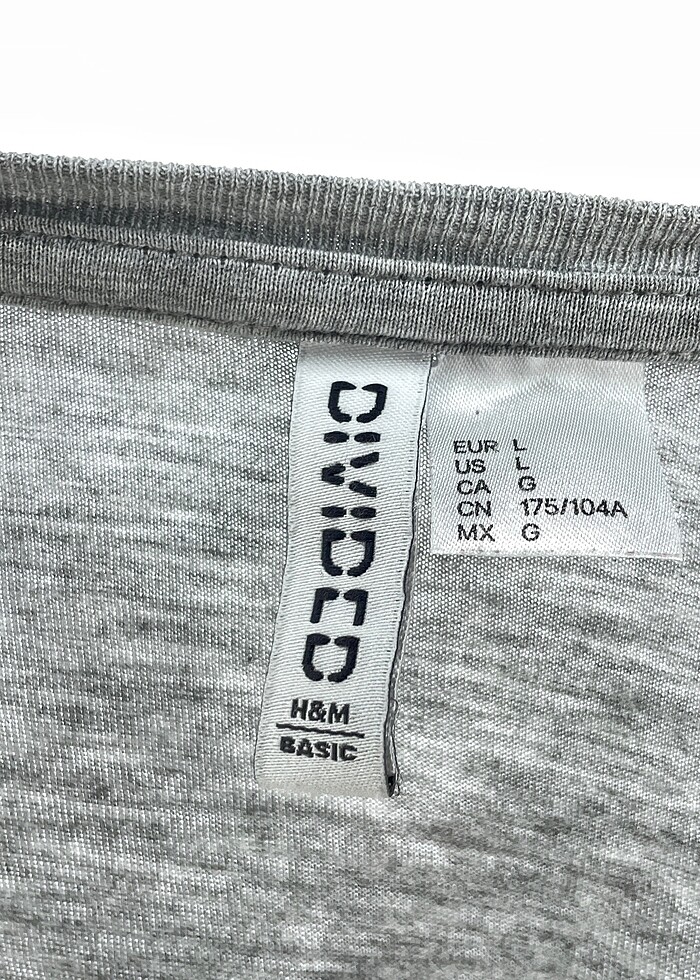 DIVIDED
H&M
BASIC
EUR L
US L
CA G
CN 175/104A
MX G